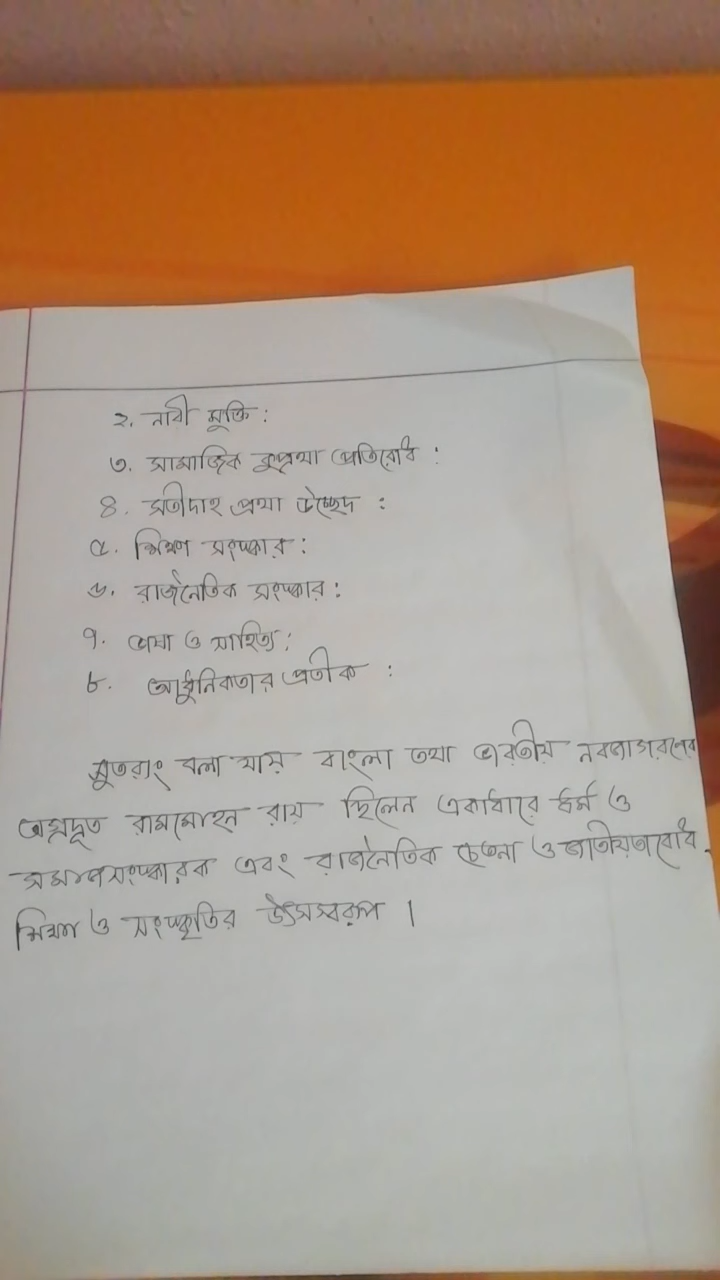 ২. নারী মুক্তি :
৩. সামাজিক কুপ্রথা প্রতিরোধ :
৪. সতীদাহ প্রথা উচ্ছেদ :
৫. শিক্ষা সংস্কার :
৬. রাজনৈতিক সংস্কার :
৭. ভাষা ও সাহিত্য :
৮. আধুনিকতার প্রতীক :
সুতরাং বলা যায় বাংলা তথা ভারতীয় নবজাগরনের
অগ্রদূত রামমোহন রায় ছিলেন একাধারে ধর্ম ও
সমাজসংস্কারক এবং রাজনৈতিক চেতনা ও জাতীয়তাবোধ,
শিক্ষা ও সংস্কৃতির উৎসস্বরূপ ।